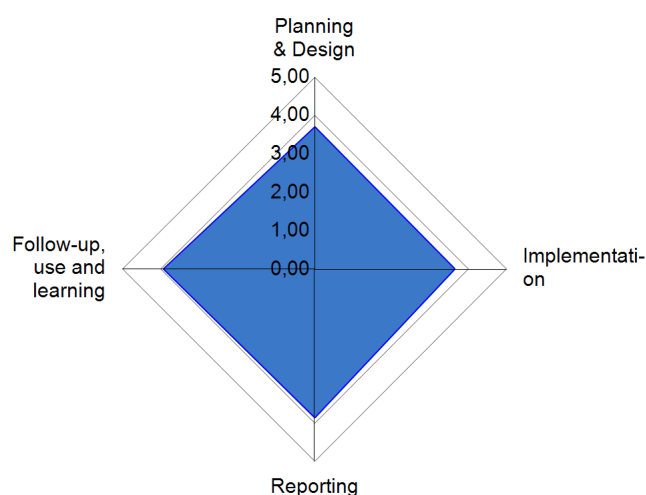 Planning
& Design
5,00
4,00
3,00
2,00
1,00
0,00
Follow-up,
use and
learning
Implementati-
on
Reporting